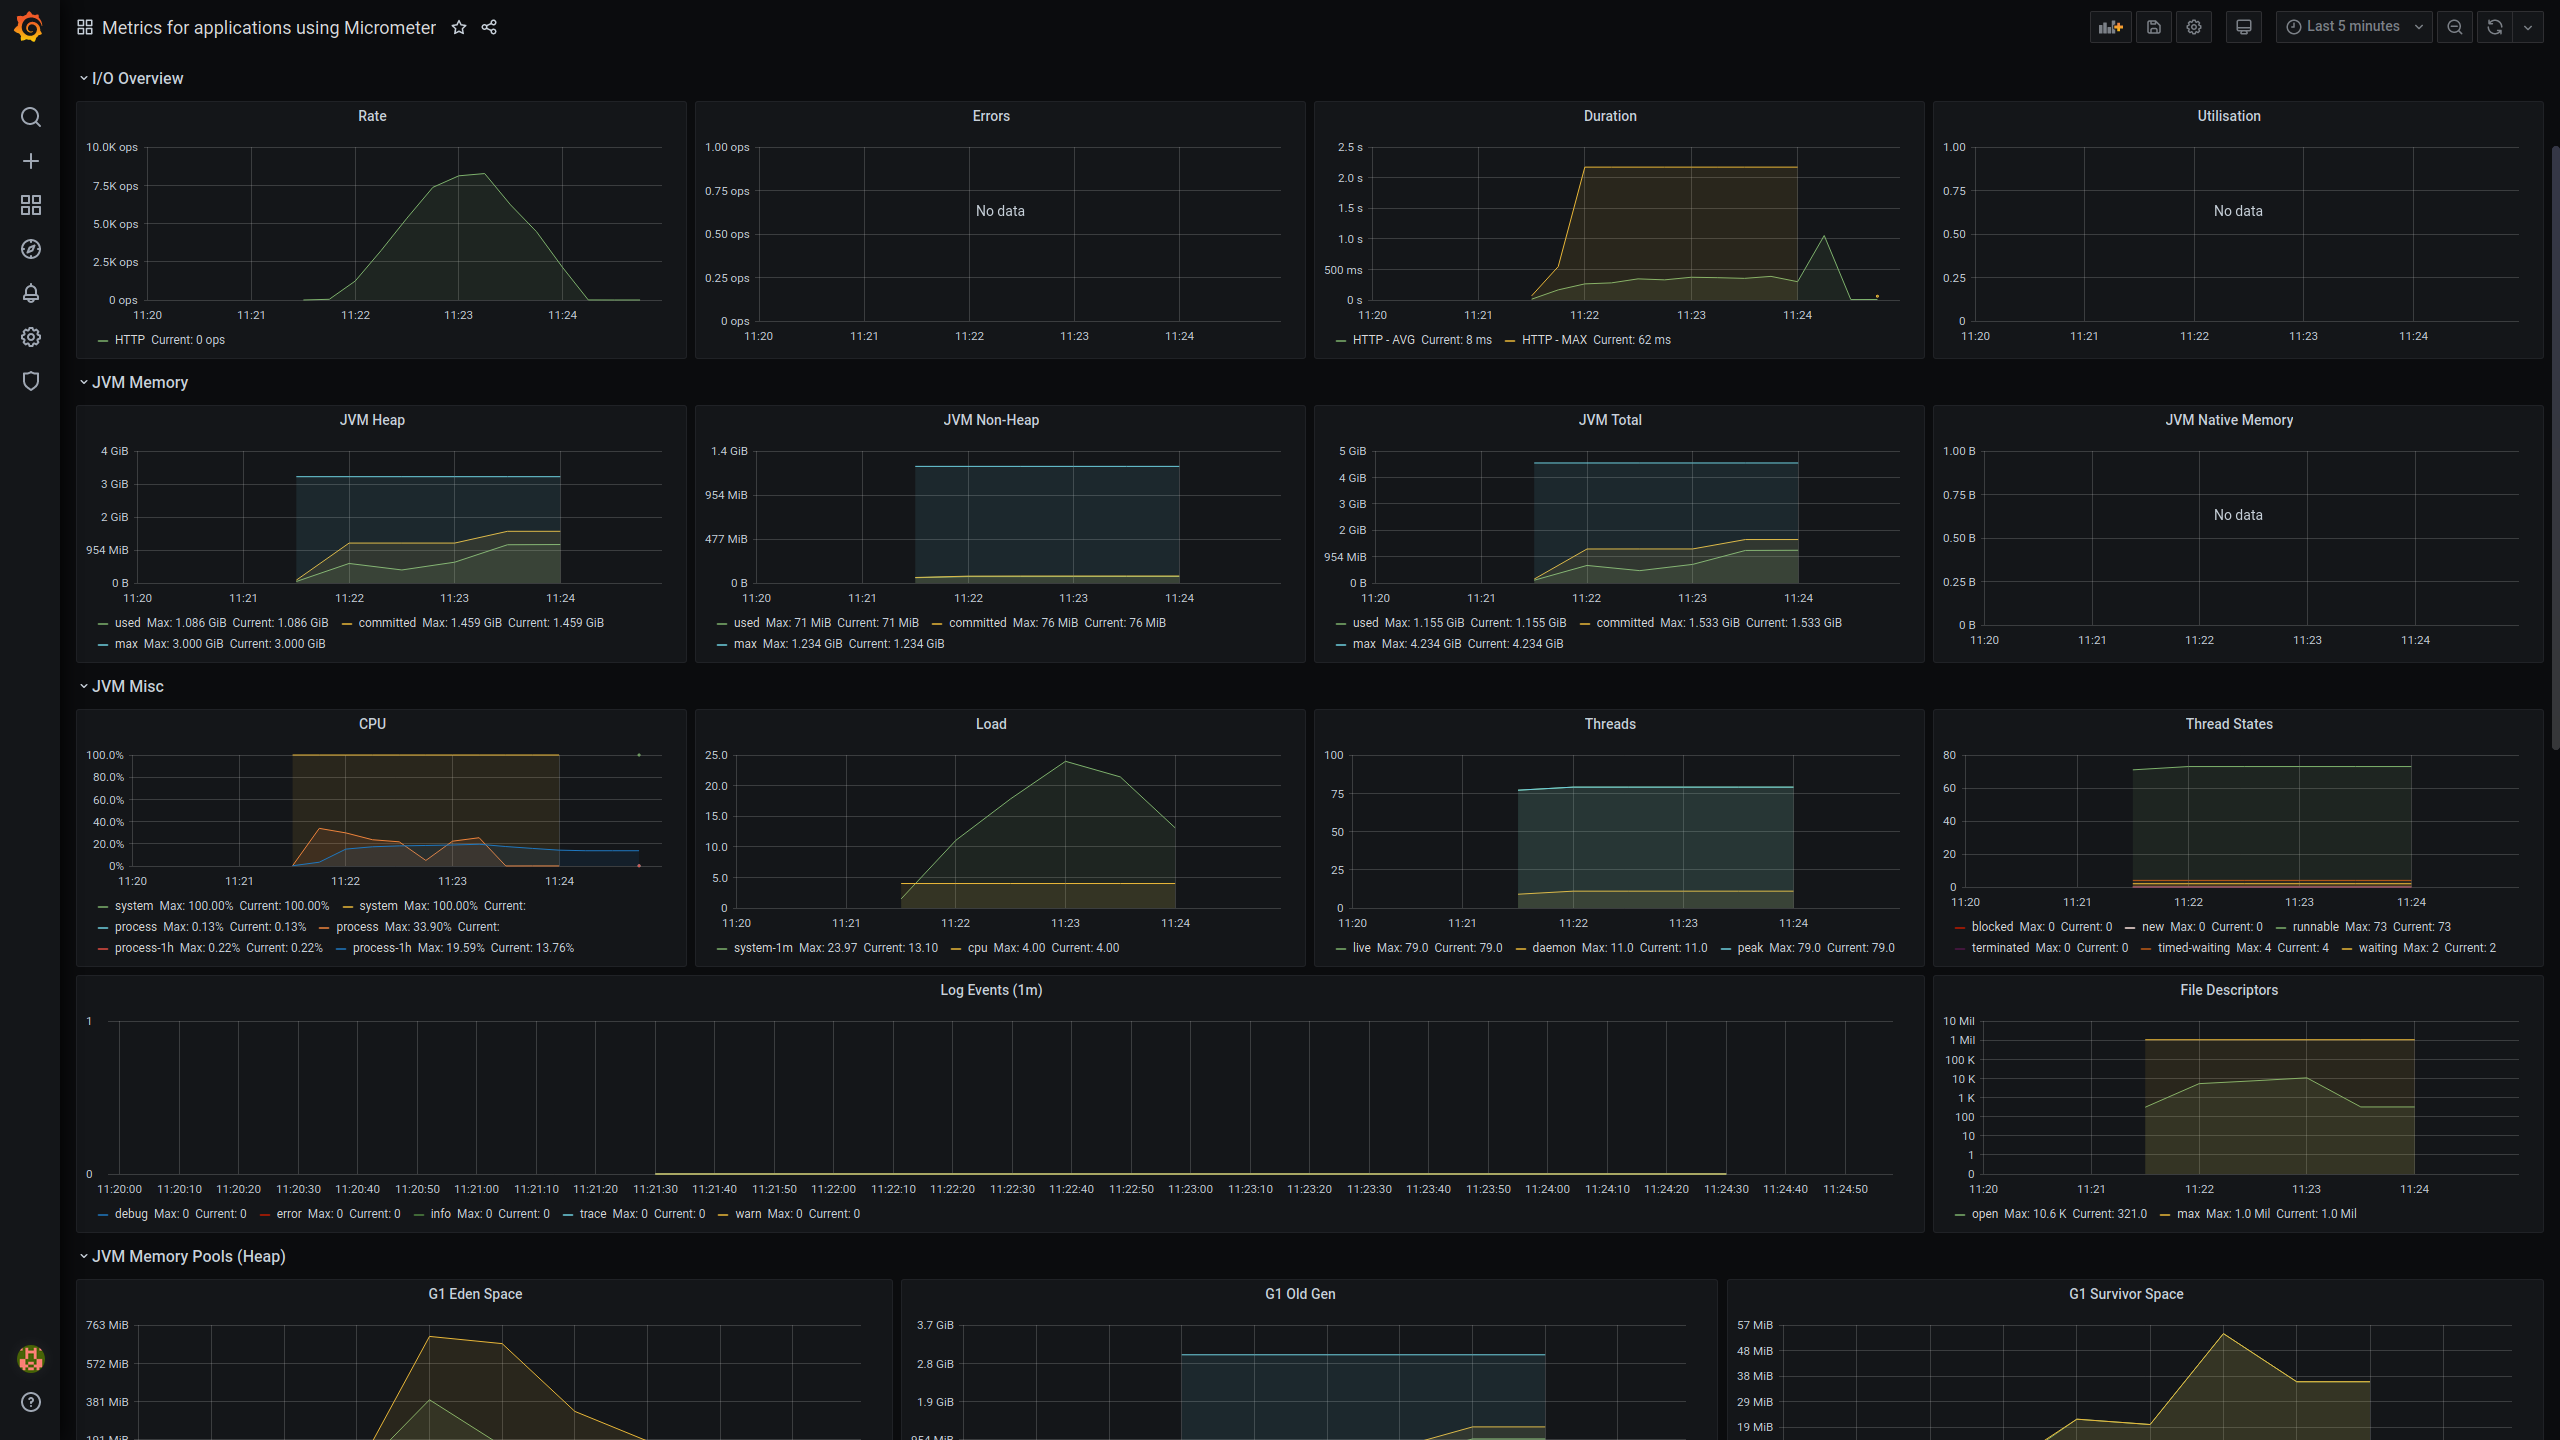 Metrics for applications using Micrometer
Last 5 minutes
I/O Overview
Rate
10.0K ops
7.5K ops
5.0K ops
2.5K ops
0 ops
11:20 11:21 11:22 11:23 11:24
HTTP Current: 0 ops
Errors
1.00 ops
0.75 ops
0.50 ops
0.25 ops
0 ops
No data
11:20 11:21 11:22 11:23 11:24
Duration
2.5 s
2.0 s
1.5 s
1.0 s
500 ms
0 s
11:20 11:21 11:22 11:23 11:24
HTTP - AVG Current: 8 ms HTTP - MAX Current: 62 ms
Utilisation
1.00
0.75
0.50
0.25
0
No data
11:20 11:21 11:22 11:23 11:24
JVM Memory
JVM Heap
4 GiB
3 GiB
2 GiB
954 MiB
0 B
11:20 11:21 11:22 11:23 11:24
used Max: 1.086 GiB Current: 1.086 GiB committed Max: 1.459 GiB Current: 1.459 GiB
max Max: 3.000 GiB Current: 3.000 GiB
JVM Non-Heap
1.4 GiB
954 MiB
477 MiB
0 B
11:20 11:21 11:22 11:23 11:24
used Max: 71 MiB Current: 71 MiB committed Max: 76 MiB Current: 76 MiB
max Max: 1.234 GiB Current: 1.234 GiB
JVM Total
5 GiB
4 GiB
3 GiB
2 GiB
954 MiB
0 B
11:20 11:21 11:22 11:23 11:24
used Max: 1.155 GiB Current: 1.155 GiB committed Max: 1.533 GiB Current: 1.533 GiB
max Max: 4.234 GiB Current: 4.234 GiB
JVM Native Memory
1.00 B
0.75 B
0.50 B
0.25 B
0 B
No data
11:20 11:21 11:22 11:23 11:24
JVM Misc
CPU
100.0%
80.0%
60.0%
40.0%
20.0%
0%
11:20 11:21 11:22 11:23 11:24
system Max: 100.00% Current: 100.00% system Max: 100.00% Current:
process Max: 0.13% Current: 0.13% process Max: 33.90% Current:
process-1h Max: 0.22% Current: 0.22% process-1h Max: 19.59% Current: 13.76%
Load
25.0
20.0
15.0
10.0
5.0
0
11:20 11:21 11:22 11:23 11:24
system-1m Max: 23.97 Current: 13.10 cpu Max: 4.00 Current: 4.00
Threads
100
75
50
25
0
11:20 11:21 11:22 11:23 11:24
live Max: 79.0 Current: 79.0 daemon Max: 11.0 Current: 11.0 peak Max: 79.0 Current: 79.0
Thread States
80
60
40
20
0
11:20 11:21 11:22 11:23 11:24
blocked Max: 0 Current: 0 new Max: 0 Current: 0 runnable Max: 73 Current: 73
terminated Max: 0 Current: 0 timed-waiting Max: 4 Current: 4 waiting Max: 2 Current: 2
Log Events (1m)
1
0
11:20:00 11:20:10 11:20:20 11:20:30 11:20:40 11:20:50 11:21:00 11:21:10 11:21:20 11:21:30 11:21:40 11:21:50 11:22:00 11:22:10 11:22:20 11:22:30 11:22:40 11:22:50 11:23:00 11:23:10 11:23:20 11:23:30 11:23:40 11:23:50 11:24:00 11:24:10 11:24:20 11:24:30 11:24:40 11:24:50
debug Max: 0 Current: 0 error Max: 0 Current: 0 info Max: 0 Current: 0 trace Max: 0 Current: 0 warn Max: 0 Current: 0
File Descriptors
10 Mil
1 Mil
100 K
10 K
1 K
100
10
1
0
11:20 11:21 11:22 11:23 11:24
open Max: 10.6 K Current: 321.0 max Max: 1.0 Mil Current: 1.0 Mil
JVM Memory Pools (Heap)
G1 Eden Space
763 MiB
572 MiB
381 MiB
191 MiB
G1 Old Gen
3.7 GiB
2.8 GiB
1.9 GiB
954 MiB
G1 Survivor Space
57 MiB
48 MiB
38 MiB
29 MiB
19 MiB